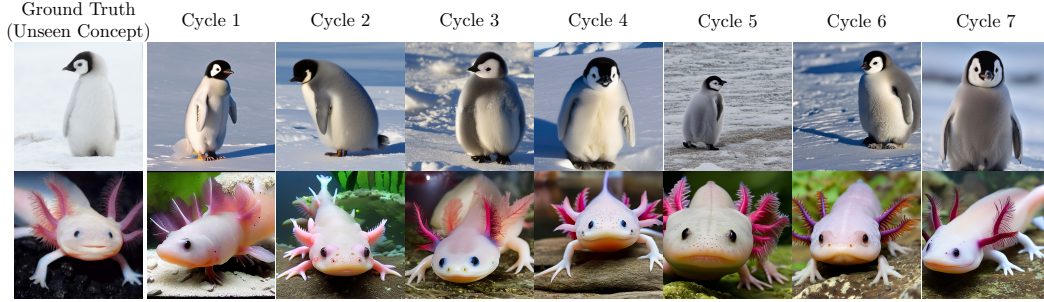 Ground Truth
(Unseen Concept)
Cycle 1
Cycle 2
Cycle 3
Cycle 4
Cycle 5
Cycle 6
Cycle 7